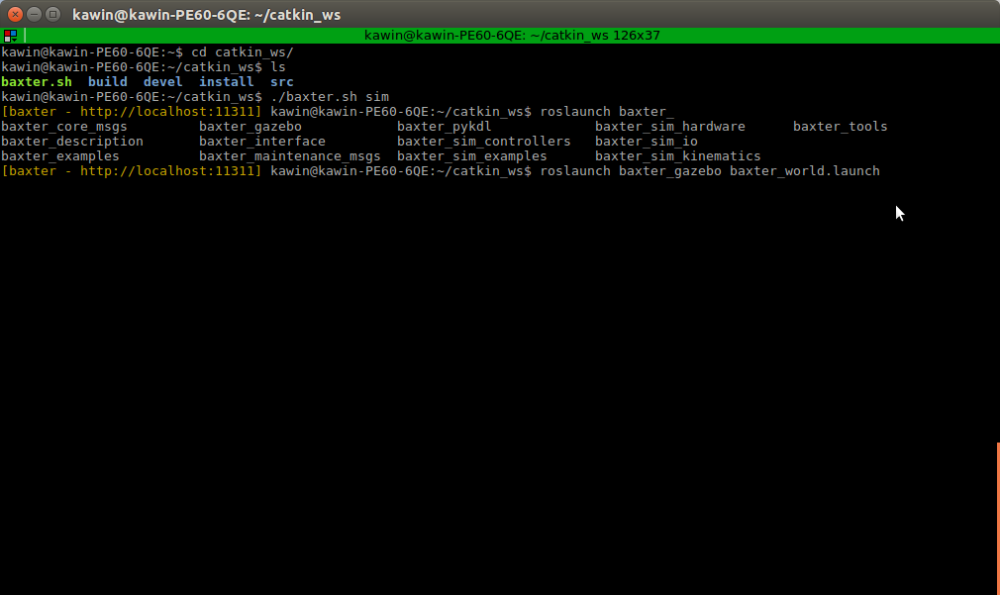 kawin@kawin-PE60-6QE: ~/catkin_ws
kawin@kawin-PE60-6QE: ~/catkin_ws 126x37
kawin@kawin-PE60-6QE:~$ cd catkin_ws/
kawin@kawin-PE60-6QE:~/catkin_ws$ ls
baxter.sh  build  devel  install  src
kawin@kawin-PE60-6QE:~/catkin_ws$ ./baxter.sh sim
[baxter - http://localhost:11311] kawin@kawin-PE60-6QE:~/catkin_ws$ roslaunch baxter_
baxter_core_msgs         baxter_gazebo            baxter_pykdl             baxter_sim_hardware      baxter_tools
baxter_description       baxter_interface         baxter_sim_controllers   baxter_sim_io
baxter_examples          baxter_maintenance_msgs  baxter_sim_examples      baxter_sim_kinematics
[baxter - http://localhost:11311] kawin@kawin-PE60-6QE:~/catkin_ws$ roslaunch baxter_gazebo baxter_world.launch